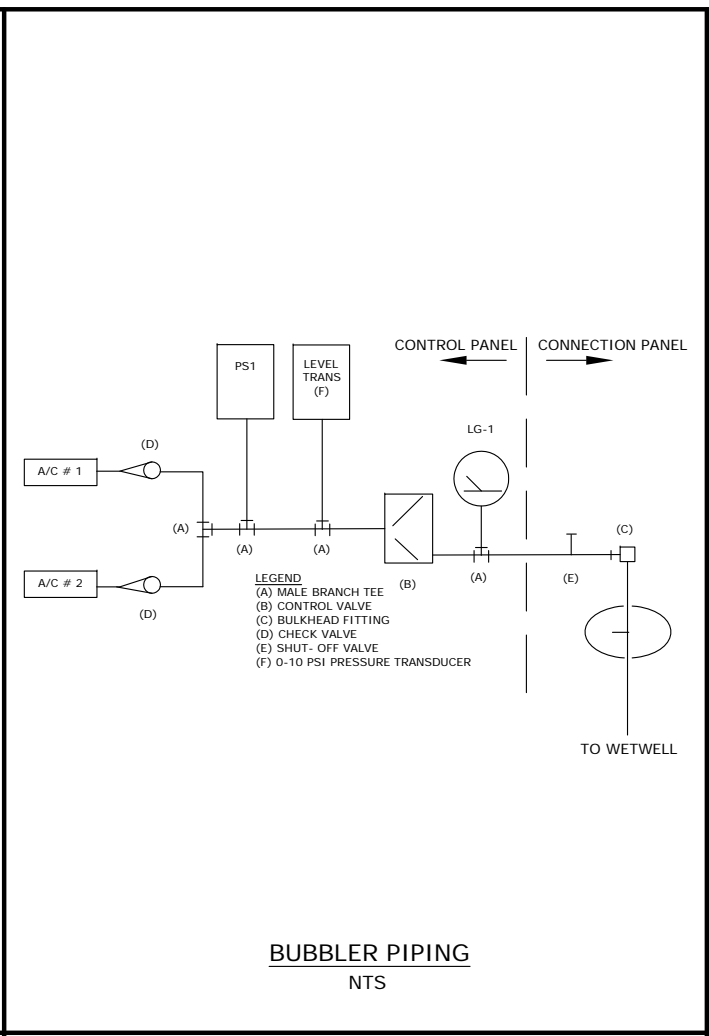 CONTROL PANEL
CONNECTION PANEL
PS1
LEVEL
TRANS
(F)
LG-1
(D)
A/C # 1
(A)
(A)
(A)
(C)
A/C # 2
(D)
(B)
(A)
(E)
LEGEND
(A) MALE BRANCH TEE
(B) CONTROL VALVE
(C) BULKHEAD FITTING
(D) CHECK VALVE
(E) SHUT- OFF VALVE
(F) 0-10 PSI PRESSURE TRANSDUCER
TO WETWELL
BUBBLER PIPING
NTS